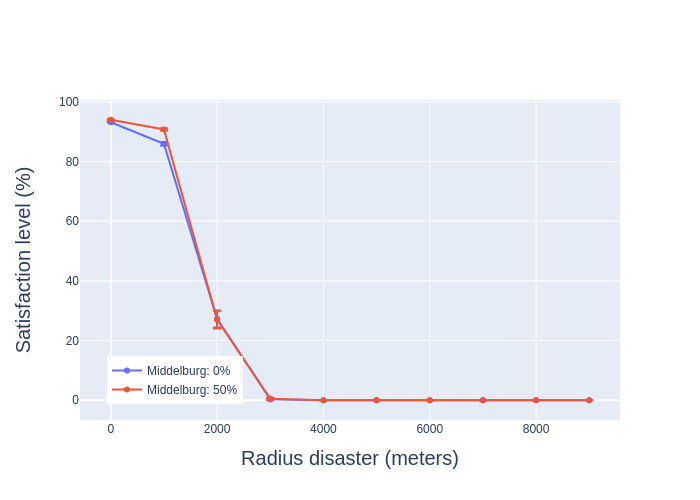 Satisfaction level (%)
100
80
60
40
20
0
Middelburg: 0%
Middelburg: 50%
0
2000
4000
6000
8000
Radius disaster (meters)